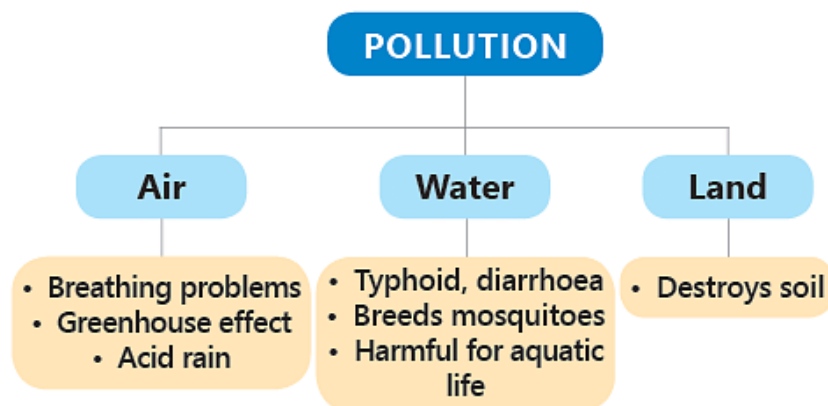 POLLUTION
Air
Water
Land
• Breathing problems
• Greenhouse effect
• Acid rain
• Typhoid, diarrhoea
• Breeds mosquitoes
• Harmful for aquatic
life
• Destroys soil